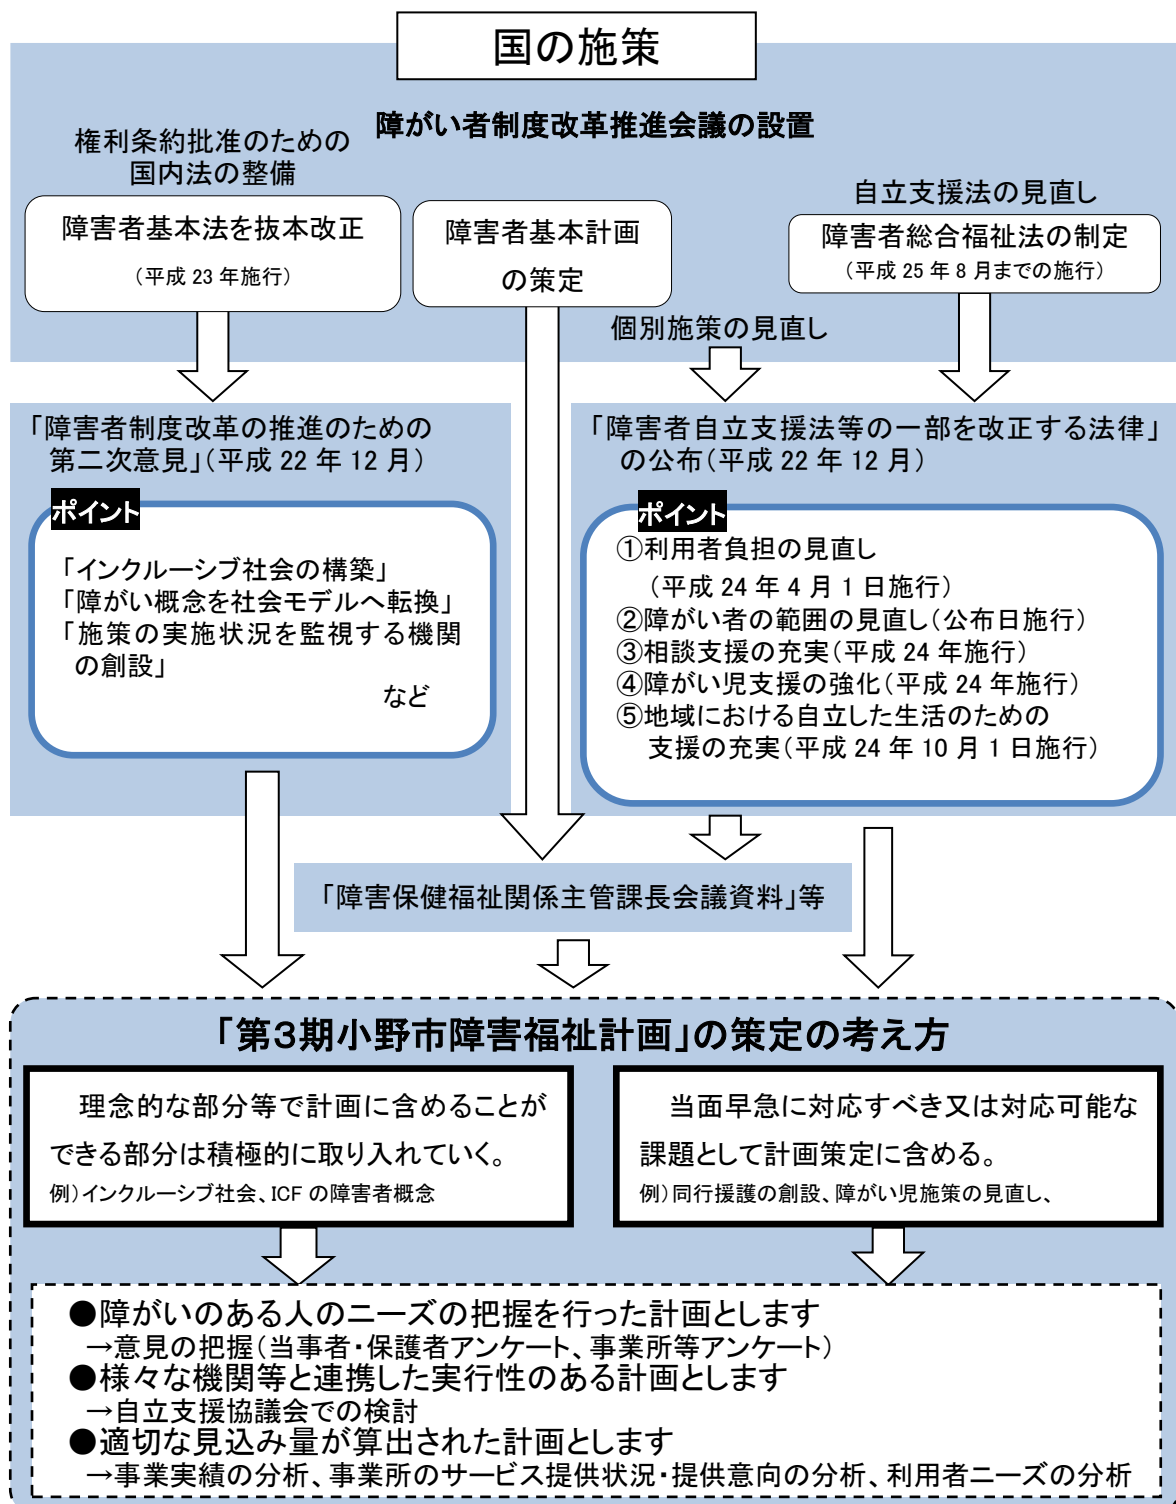 国の施策
障がい者制度改革推進会議の設置
権利条約批准のための
国内法の整備
障害者基本法を抜本改正
（平成 23 年施行）
障害者基本計画
の策定
自立支援法の見直し
障害者総合福祉法の制定
（平成 25 年 8 月までの施行）
個別施策の見直し
「障害者制度改革の推進のための
第二次意見」（平成 22 年 12 月）
ポイント
「インクルーシブ社会の構築」
「障がい概念を社会モデルへ転換」
「施策の実施状況を監視する機関
の創設」
など
「障害者自立支援法等の一部を改正する法律」
の公布（平成 22 年 12 月）
ポイント
①利用者負担の見直し
（平成 24 年 4 月 1 日施行）
②障がい者の範囲の見直し（公布日施行）
③相談支援の充実（平成 24 年施行）
④障がい児支援の強化（平成 24 年施行）
⑤地域における自立した生活のための
支援の充実（平成 24 年 10 月 1 日施行）
「障害保健福祉関係主管課長会議資料」等
「第3期小野市障害福祉計画」の策定の考え方
理念的な部分等で計画に含めることが
できる部分は積極的に取り入れていく。
例）インクルーシブ社会、ICF の障害者概念
当面早急に対応すべき又は対応可能な
課題として計画策定に含める。
例）同行援護の創設、障がい児施策の見直し、
●障がいのある人のニーズの把握を行った計画とします
→意見の把握（当事者・保護者アンケート、事業所等アンケート）
●様々な機関等と連携した実行性のある計画とします
→自立支援協議会での検討
●適切な見込み量が算出された計画とします
→事業実績の分析、事業所のサービス提供状況・提供意向の分析、利用者ニーズの分析